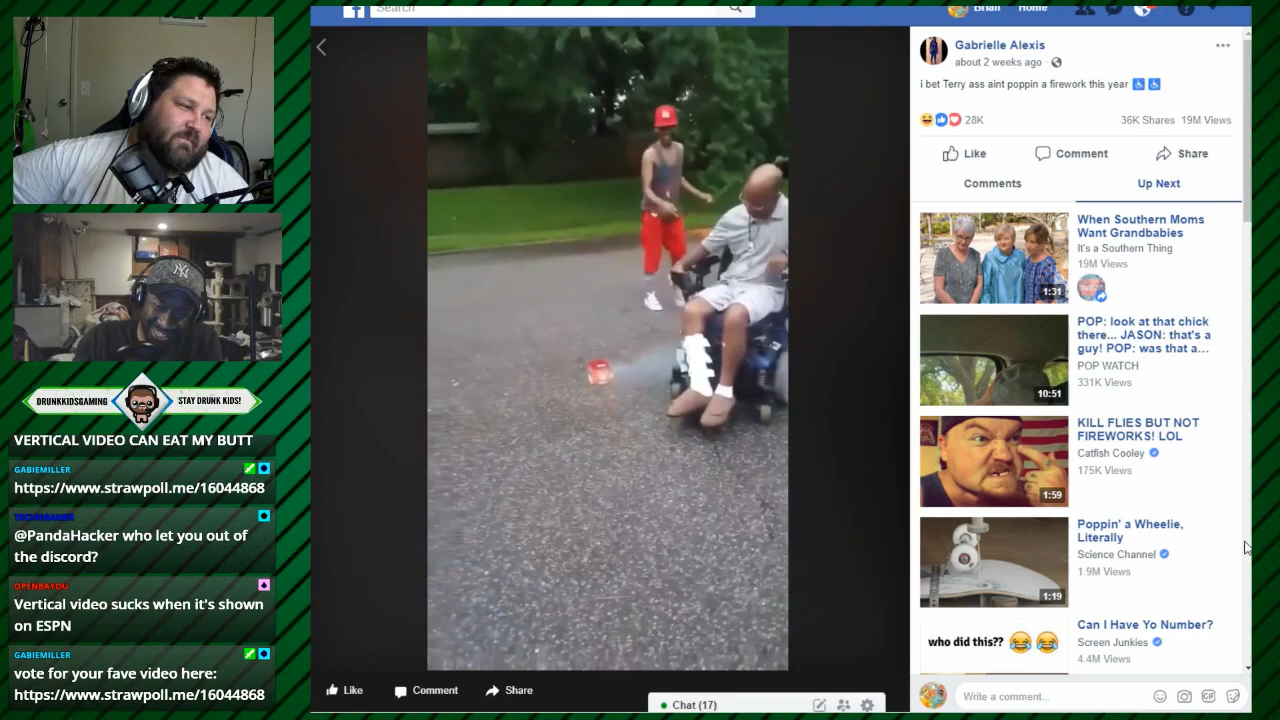 Search
Brian
Home
Gabrielle Alexis
about 2 weeks ago
i bet Terry ass aint poppin a firework this year
28K
36K Shares 19M Views
Like
Comment
Share
Comments
Up Next
When Southern Moms
Want Grandbabies
It's a Southern Thing
19M Views
1:31
POP: look at that chick
there... JASON: that's a
guy! POP: was that a...
POP WATCH
331K Views
10:51
KILL FLIES BUT NOT
FIREWORKS! LOL
Catfish Cooley
175K Views
1:59
Poppin' a Wheelie,
Literally
Science Channel
1.9M Views
1:19
who did this??
Can I Have Yo Number?
Screen Junkies
4.4M Views
Write a comment...
GIF
Like
Comment
Share
Chat (17)
DRUNKKIDSGAMING
STAY DRUNK KIDS!
VERTICAL VIDEO CAN EAT MY BUTT
GABIEMILLER
https://www.strawpoll.me/16044868
@PandaHacker who let you out of
the discord?
OPENBAYOU
Vertical video sucks when it's shown
on ESPN
GABIEMILLER
vote for your fave video here:
https://www.strawpoll.me/16044868